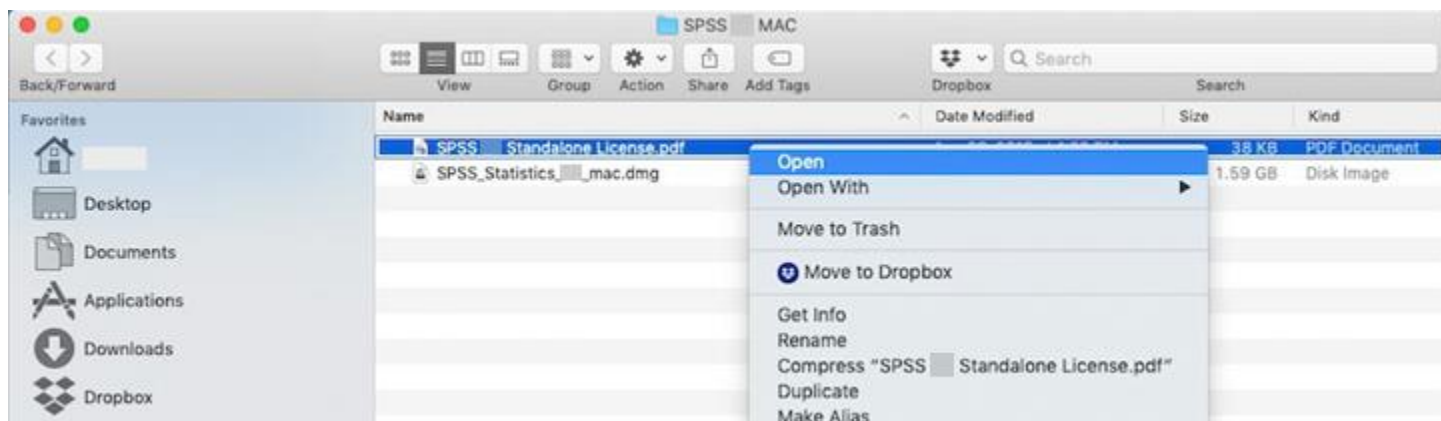 SPSS MAC
Search
Back/Forward View Group Action Share Add Tags Dropbox Search
Favorites
Name Date Modified Size Kind
SPSS Standalone License.pdf 38 KB PDF Document
SPSS_Statistics_ _mac.dmg 1.59 GB Disk Image
Desktop
Documents
Applications
Downloads
Dropbox
Open
Open With
Move to Trash
Move to Dropbox
Get Info
Rename
Compress "SPSS Standalone License.pdf"
Duplicate
Make Alias